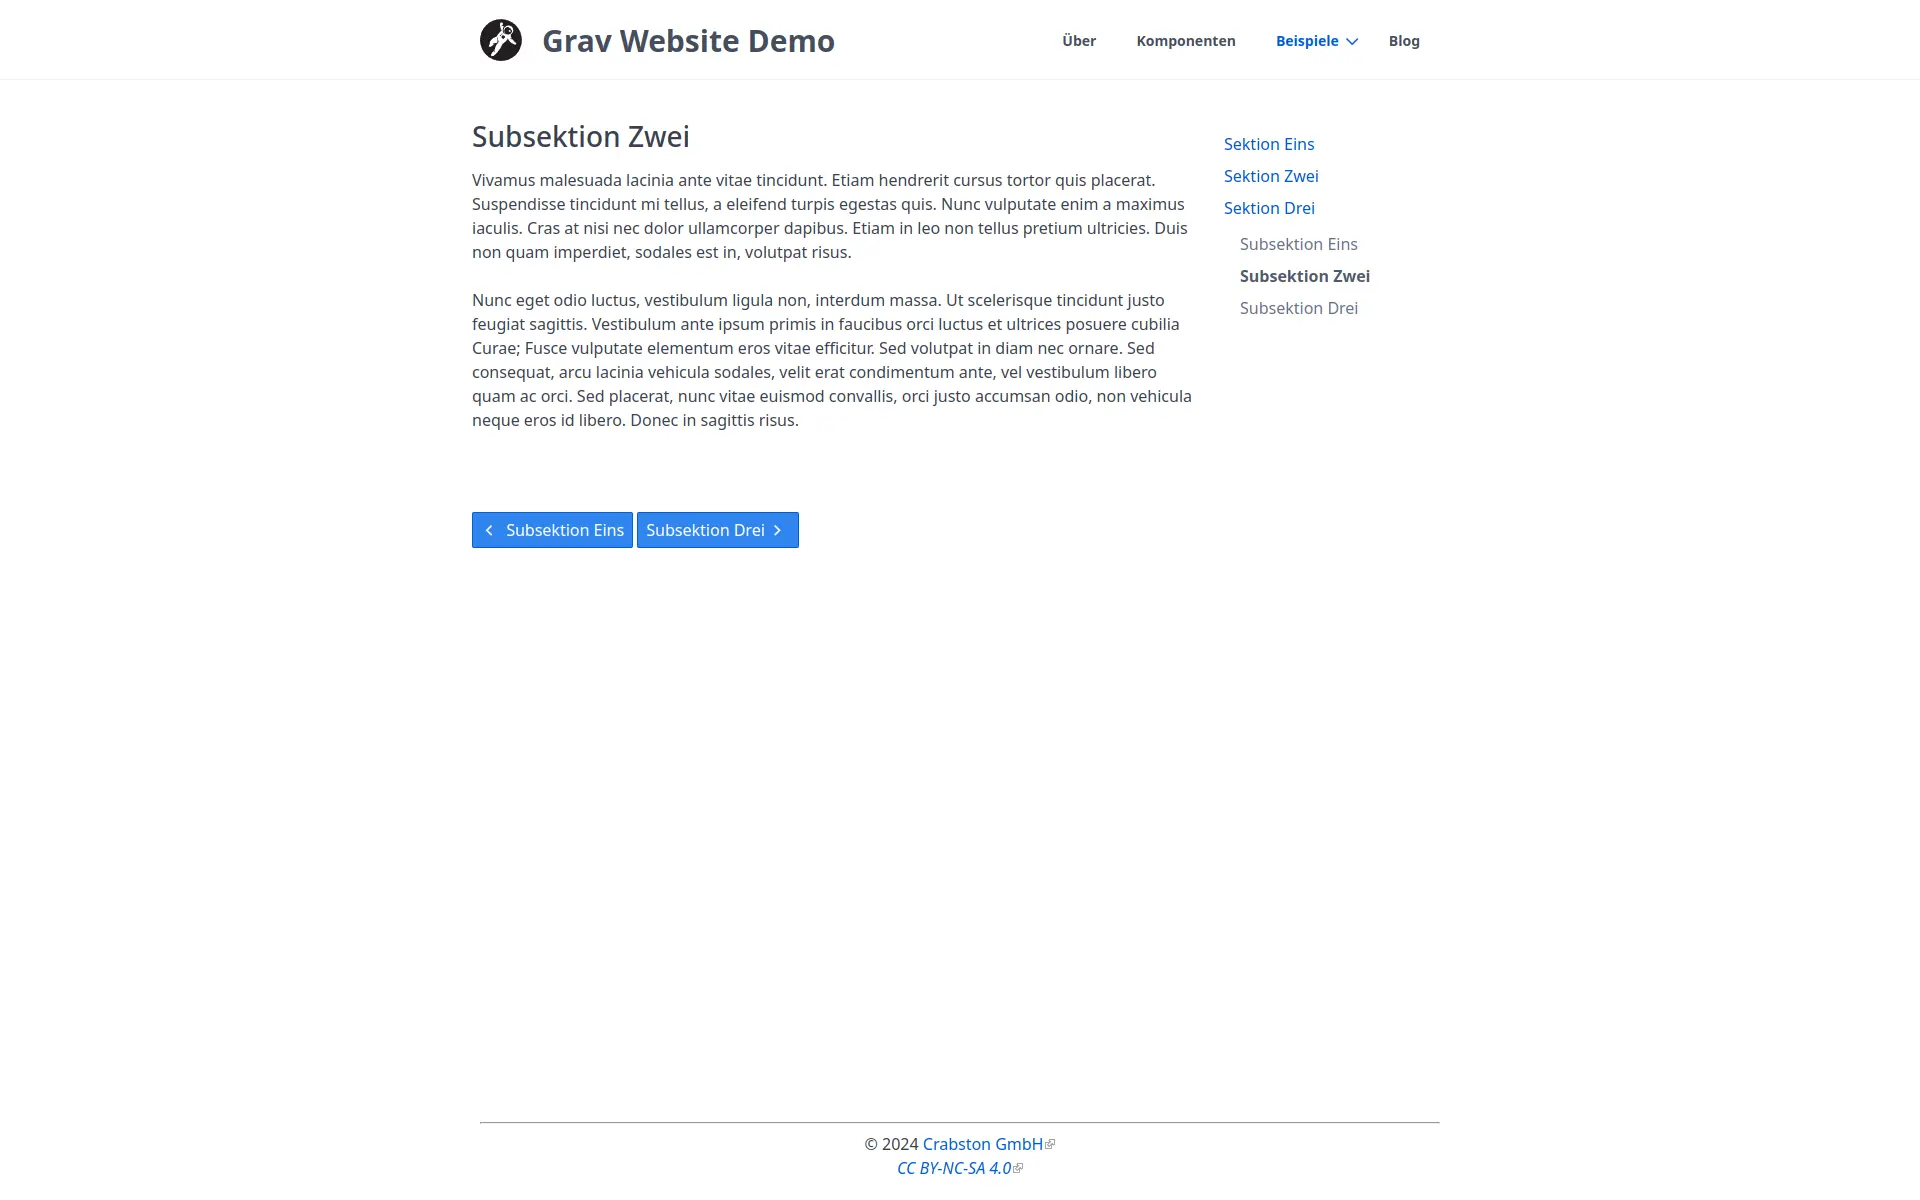 Grav Website Demo
Über
Komponenten
Beispiele
Blog
Subsektion Zwei
Vivamus malesuada lacinia ante vitae tincidunt. Etiam hendrerit cursus tortor quis placerat.
Suspendisse tincidunt mi tellus, a eleifend turpis egestas quis. Nunc vulputate enim a maximus
iaculis. Cras at nisi nec dolor ullamcorper dapibus. Etiam in leo non tellus pretium ultricies. Duis
non quam imperdiet, sodales est in, volutpat risus.
Nunc eget odio luctus, vestibulum ligula non, interdum massa. Ut scelerisque tincidunt justo
feugiat sagittis. Vestibulum ante ipsum primis in faucibus orci luctus et ultrices posuere cubilia
Curae; Fusce vulputate elementum eros vitae efficitur. Sed volutpat in diam nec ornare. Sed
consequat, arcu lacinia vehicula sodales, velit erat condimentum ante, vel vestibulum libero
quam ac orci. Sed placerat, nunc vitae euismod convallis, orci justo accumsan odio, non vehicula
neque eros id libero. Donec in sagittis risus.
Subsektion Eins
Subsektion Drei
Sektion Eins
Sektion Zwei
Sektion Drei
Subsektion Eins
Subsektion Zwei
Subsektion Drei
© 2024 Crabston GmbH
CC BY-NC-SA 4.0